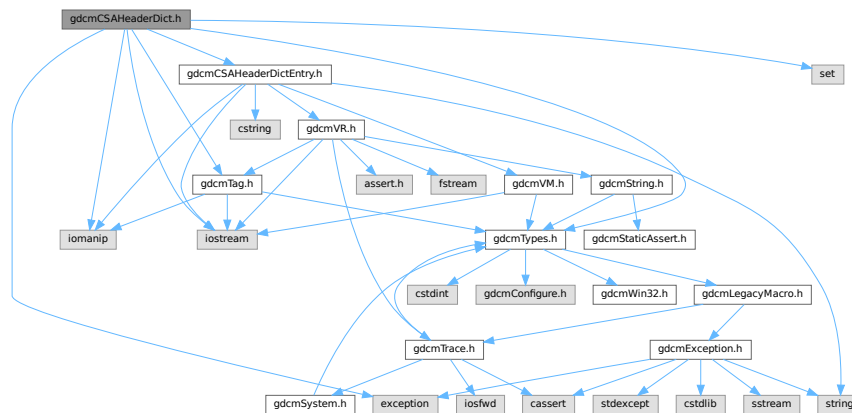 gdcmCSAHeaderDict.h
gdcmCSAHeaderDictEntry.h
set
cstring
gdcmVR.h
gdcmTag.h
assert.h
fstream
gdcmVM.h
gdcmString.h
iomanip
iostream
gdcmTypes.h
gdcmStaticAssert.h
cstdint
gdcmConfigure.h
gdcmWin32.h
gdcmLegacyMacro.h
gdcmTrace.h
gdcmException.h
gdcmSystem.h
exception
iosfwd
cassert
stdexcept
cstdlib
sstream
string